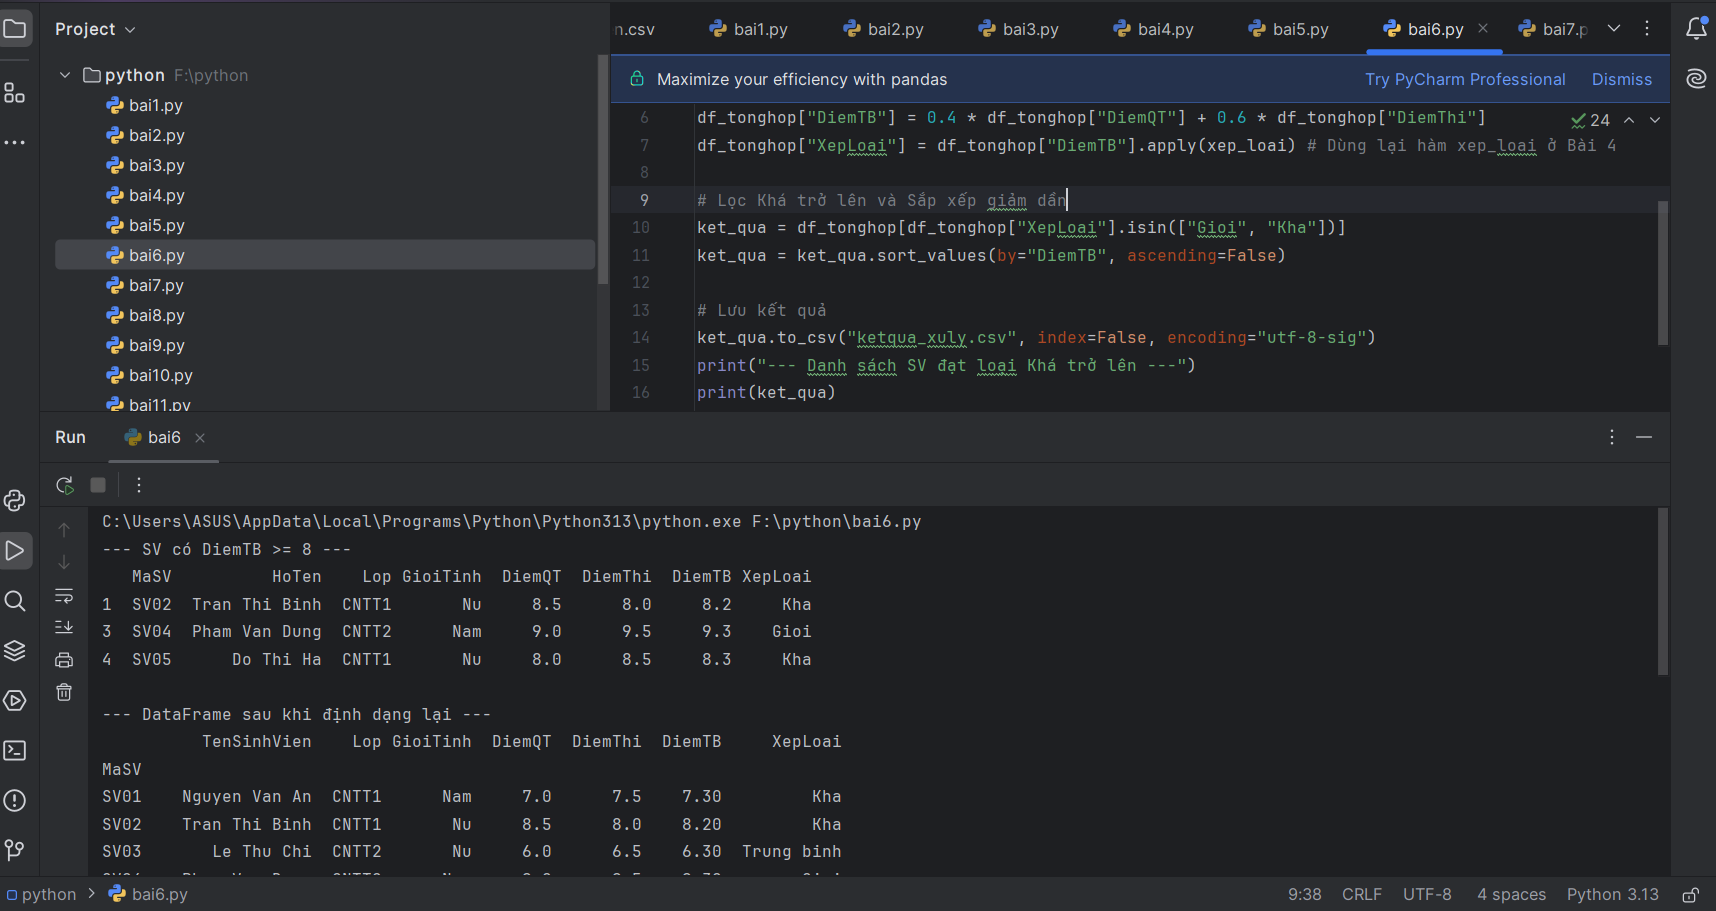 Project
n.csv
bai1.py
bai2.py
bai3.py
bai4.py
bai5.py
bai6.py
bai7.p
python F:\python
bai1.py
bai2.py
bai3.py
bai4.py
bai5.py
bai6.py
bai7.py
bai8.py
bai9.py
bai10.py
bai11.py
Maximize your efficiency with pandas
Try PyCharm Professional
Dismiss
24
6 df_tonghop["DiemTB"] = 0.4 * df_tonghop["DiemQT"] + 0.6 * df_tonghop["DiemThi"]
7 df_tonghop["XepLoai"] = df_tonghop["DiemTB"].apply(xep_loai) # Dùng lại hàm xep_loai ở Bài 4
8
9 # Lọc Khá trở lên và Sắp xếp giảm dần
10 ket_qua = df_tonghop[df_tonghop["XepLoai"].isin(["Gioi", "Kha"])]
11 ket_qua = ket_qua.sort_values(by="DiemTB", ascending=False)
12
13 # Lưu kết quả
14 ket_qua.to_csv("ketqua_xuly.csv", index=False, encoding="utf-8-sig")
15 print("--- Danh sách SV đạt loại Khá trở lên ---")
16 print(ket_qua)
Run
bai6
C:\Users\ASUS\AppData\Local\Programs\Python\Python313\python.exe F:\python\bai6.py
--- SV có DiemTB >= 8 ---
MaSV HoTen Lop GioiTinh DiemQT DiemThi DiemTB XepLoai
1 SV02 Tran Thi Binh CNTT1 Nu 8.5 8.0 8.2 Kha
3 SV04 Pham Van Dung CNTT2 Nam 9.0 9.5 9.3 Gioi
4 SV05 Do Thi Ha CNTT1 Nu 8.0 8.5 8.3 Kha
--- DataFrame sau khi định dạng lại ---
TenSinhVien Lop GioiTinh DiemQT DiemThi DiemTB XepLoai
MaSV
SV01 Nguyen Van An CNTT1 Nam 7.0 7.5 7.30 Kha
SV02 Tran Thi Binh CNTT1 Nu 8.5 8.0 8.20 Kha
SV03 Le Thu Chi CNTT2 Nu 6.0 6.5 6.30 Trung binh
python
bai6.py
9:38
CRLF
UTF-8
4 spaces
Python 3.13